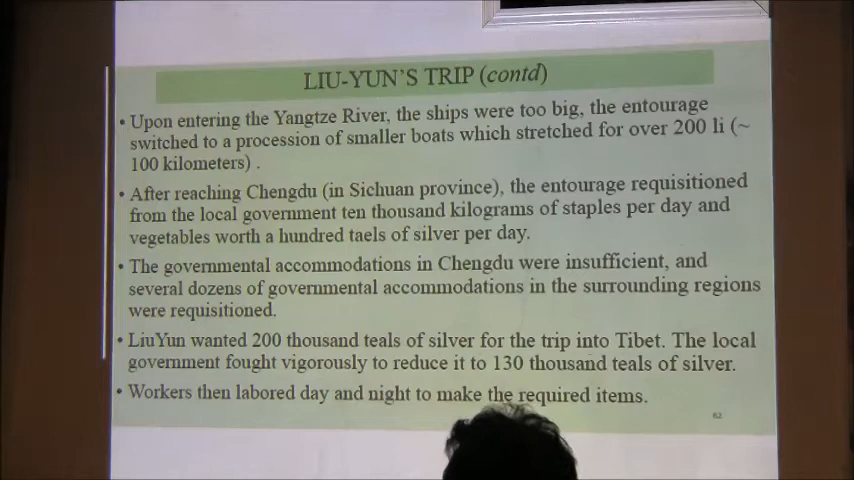 LIU-YUN'S TRIP (contd)
• Upon entering the Yangtze River, the ships were too big, the entourage
switched to a procession of smaller boats which stretched for over 200 li (~
100 kilometers) .
• After reaching Chengdu (in Sichuan province), the entourage requisitioned
from the local government ten thousand kilograms of staples per day and
vegetables worth a hundred taels of silver per day.
• The governmental accommodations in Chengdu were insufficient, and
several dozens of governmental accommodations in the surrounding regions
were requisitioned.
• LiuYun wanted 200 thousand teals of silver for the trip into Tibet. The local
government fought vigorously to reduce it to 130 thousand teals of silver.
• Workers then labored day and night to make the required items.
62